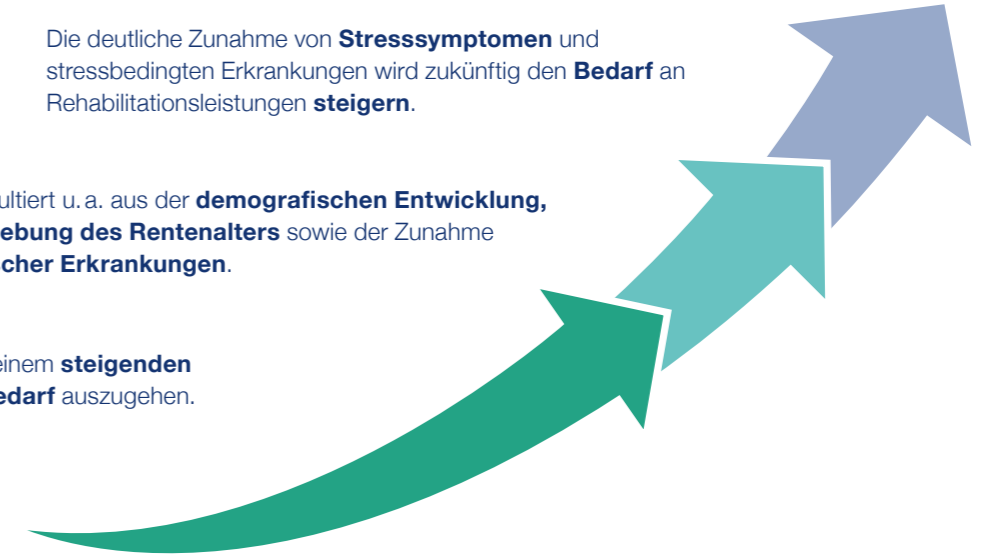 Die deutliche Zunahme von Stresssymptomen und
stressbedingten Erkrankungen wird zukünftig den Bedarf an
Rehabilitationsleistungen steigern.
ultiert u. a. aus der demografischen Entwicklung,
ebung des Rentenalters sowie der Zunahme
scher Erkrankungen.
einem steigenden
edarf auszugehen.